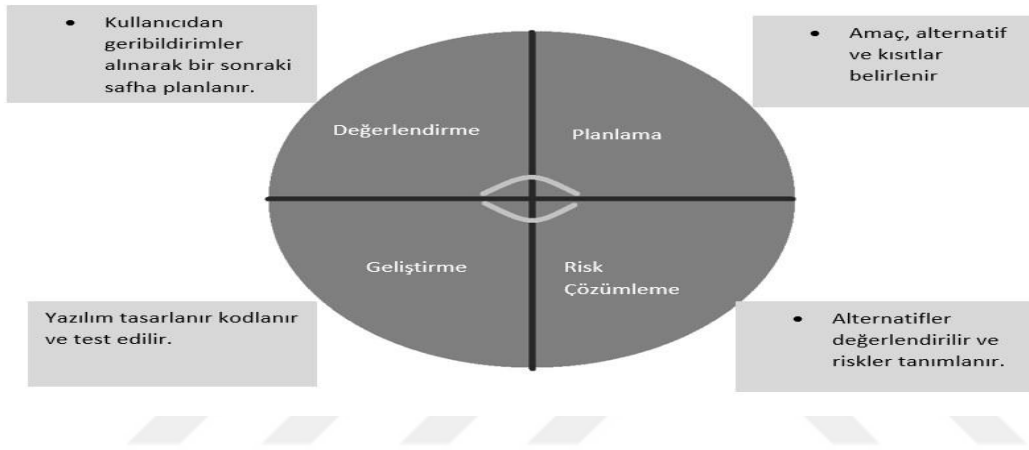 • Kullanıcıdan
geribildirimler
alınarak bir sonraki
safha planlanır.
• Amaç, alternatif
ve kısıtlar
belirlenir
Değerlendirme
Planlama
Geliştirme
Risk
Çözümleme
Yazılım tasarlanır kodlanır
ve test edilir.
• Alternatifler
değerlendirilir ve
riskler tanımlanır.